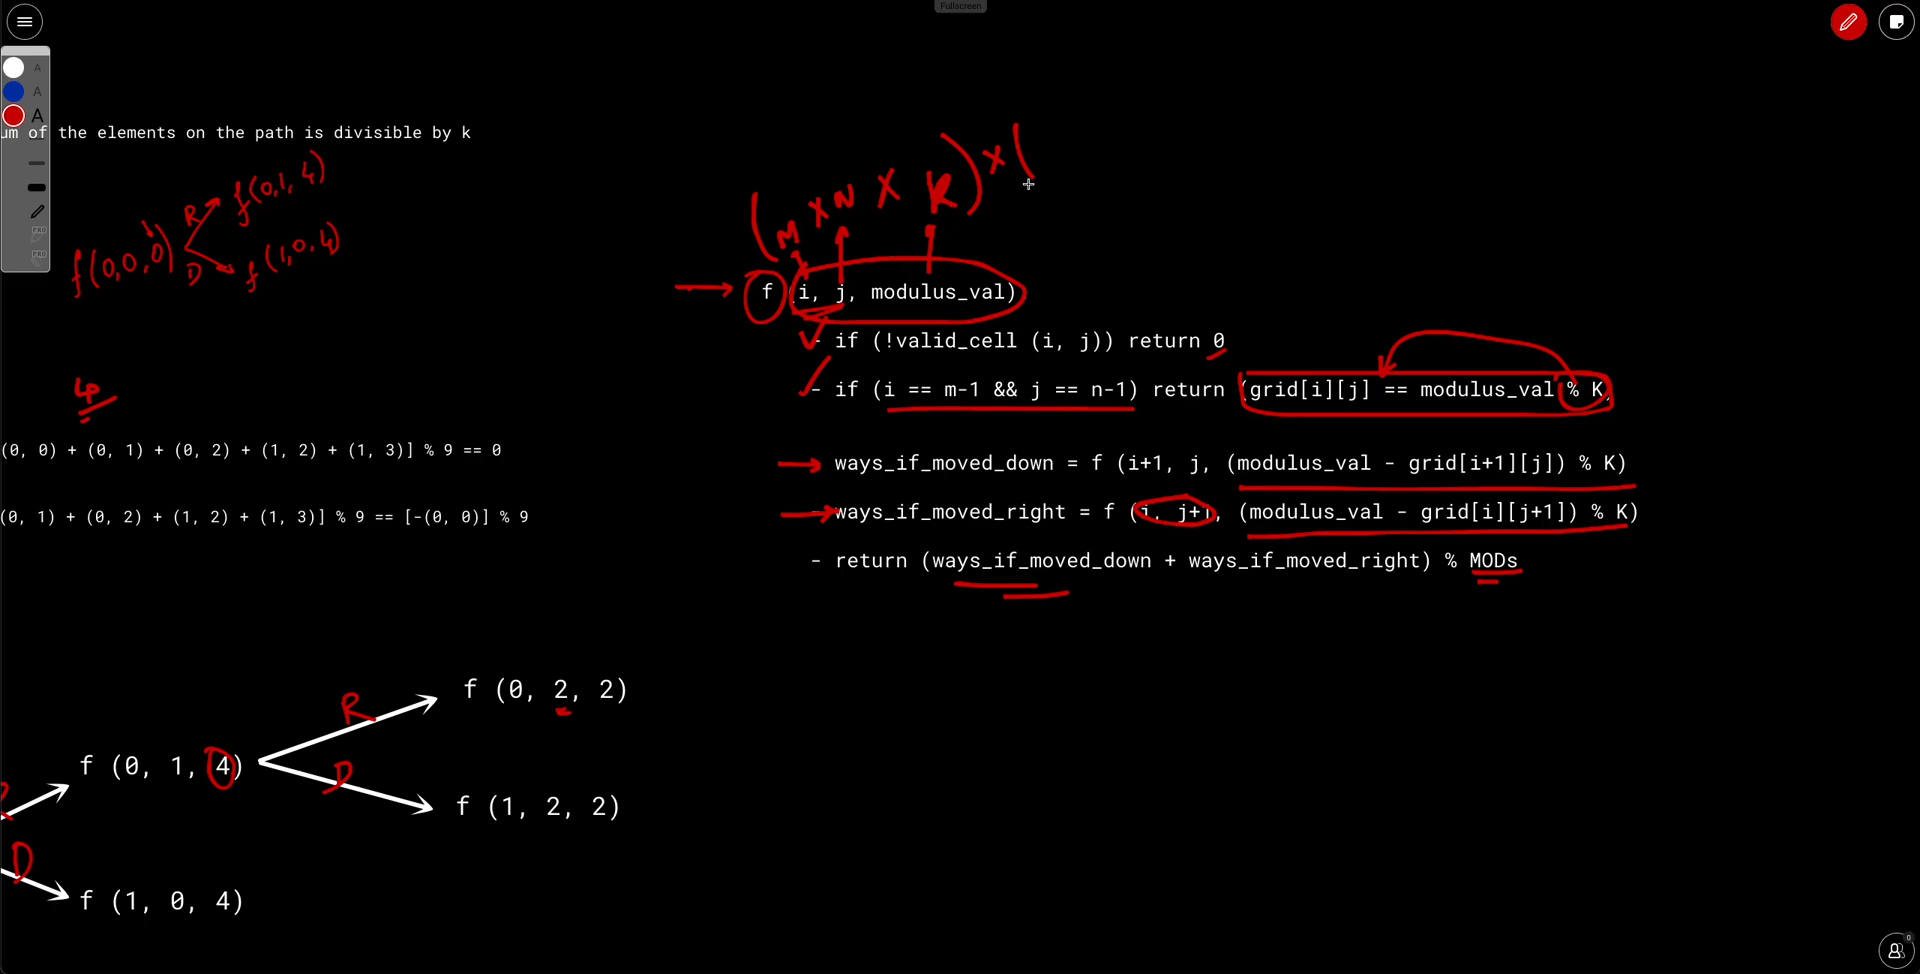 Fullscreen
A
A
A
um of the elements on the path is divisible by k
(M X N X K) X (
f(0,0,0) R f(0,1,4)
D f(1,0,4)
f (i, j, modulus_val)
- if (!valid_cell (i, j)) return 0
- if (i == m-1 && j == n-1) return (grid[i][j] == modulus_val % K)
(0, 0) + (0, 1) + (0, 2) + (1, 2) + (1, 3)] % 9 == 0
ways_if_moved_down = f (i+1, j, (modulus_val - grid[i+1][j]) % K)
(0, 1) + (0, 2) + (1, 2) + (1, 3)] % 9 == [-(0, 0)] % 9
- ways_if_moved_right = f (i, j+1, (modulus_val - grid[i][j+1]) % K)
- return (ways_if_moved_down + ways_if_moved_right) % MODs
R
f (0, 2, 2)
f (0, 1, 4)
D
f (1, 2, 2)
D
f (1, 0, 4)
0